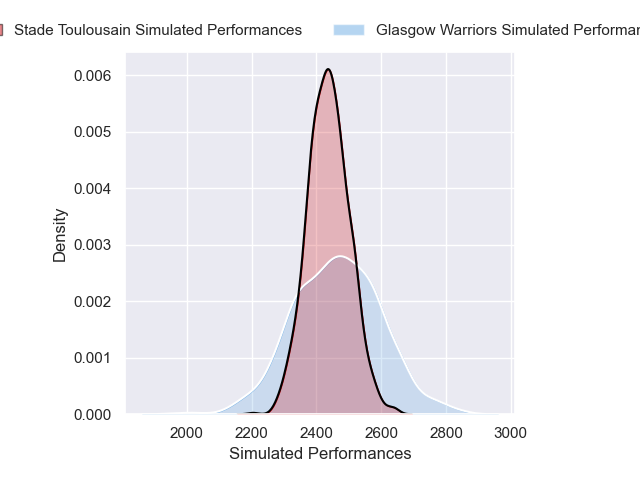 Stade Toulousain Simulated Performances Glasgow Warriors Simulated
0.006
0.005
0.004
0.003
0.002
0.001
0.000
Density
2000 2200 2400 2600 2800 3000
Simulated Performances